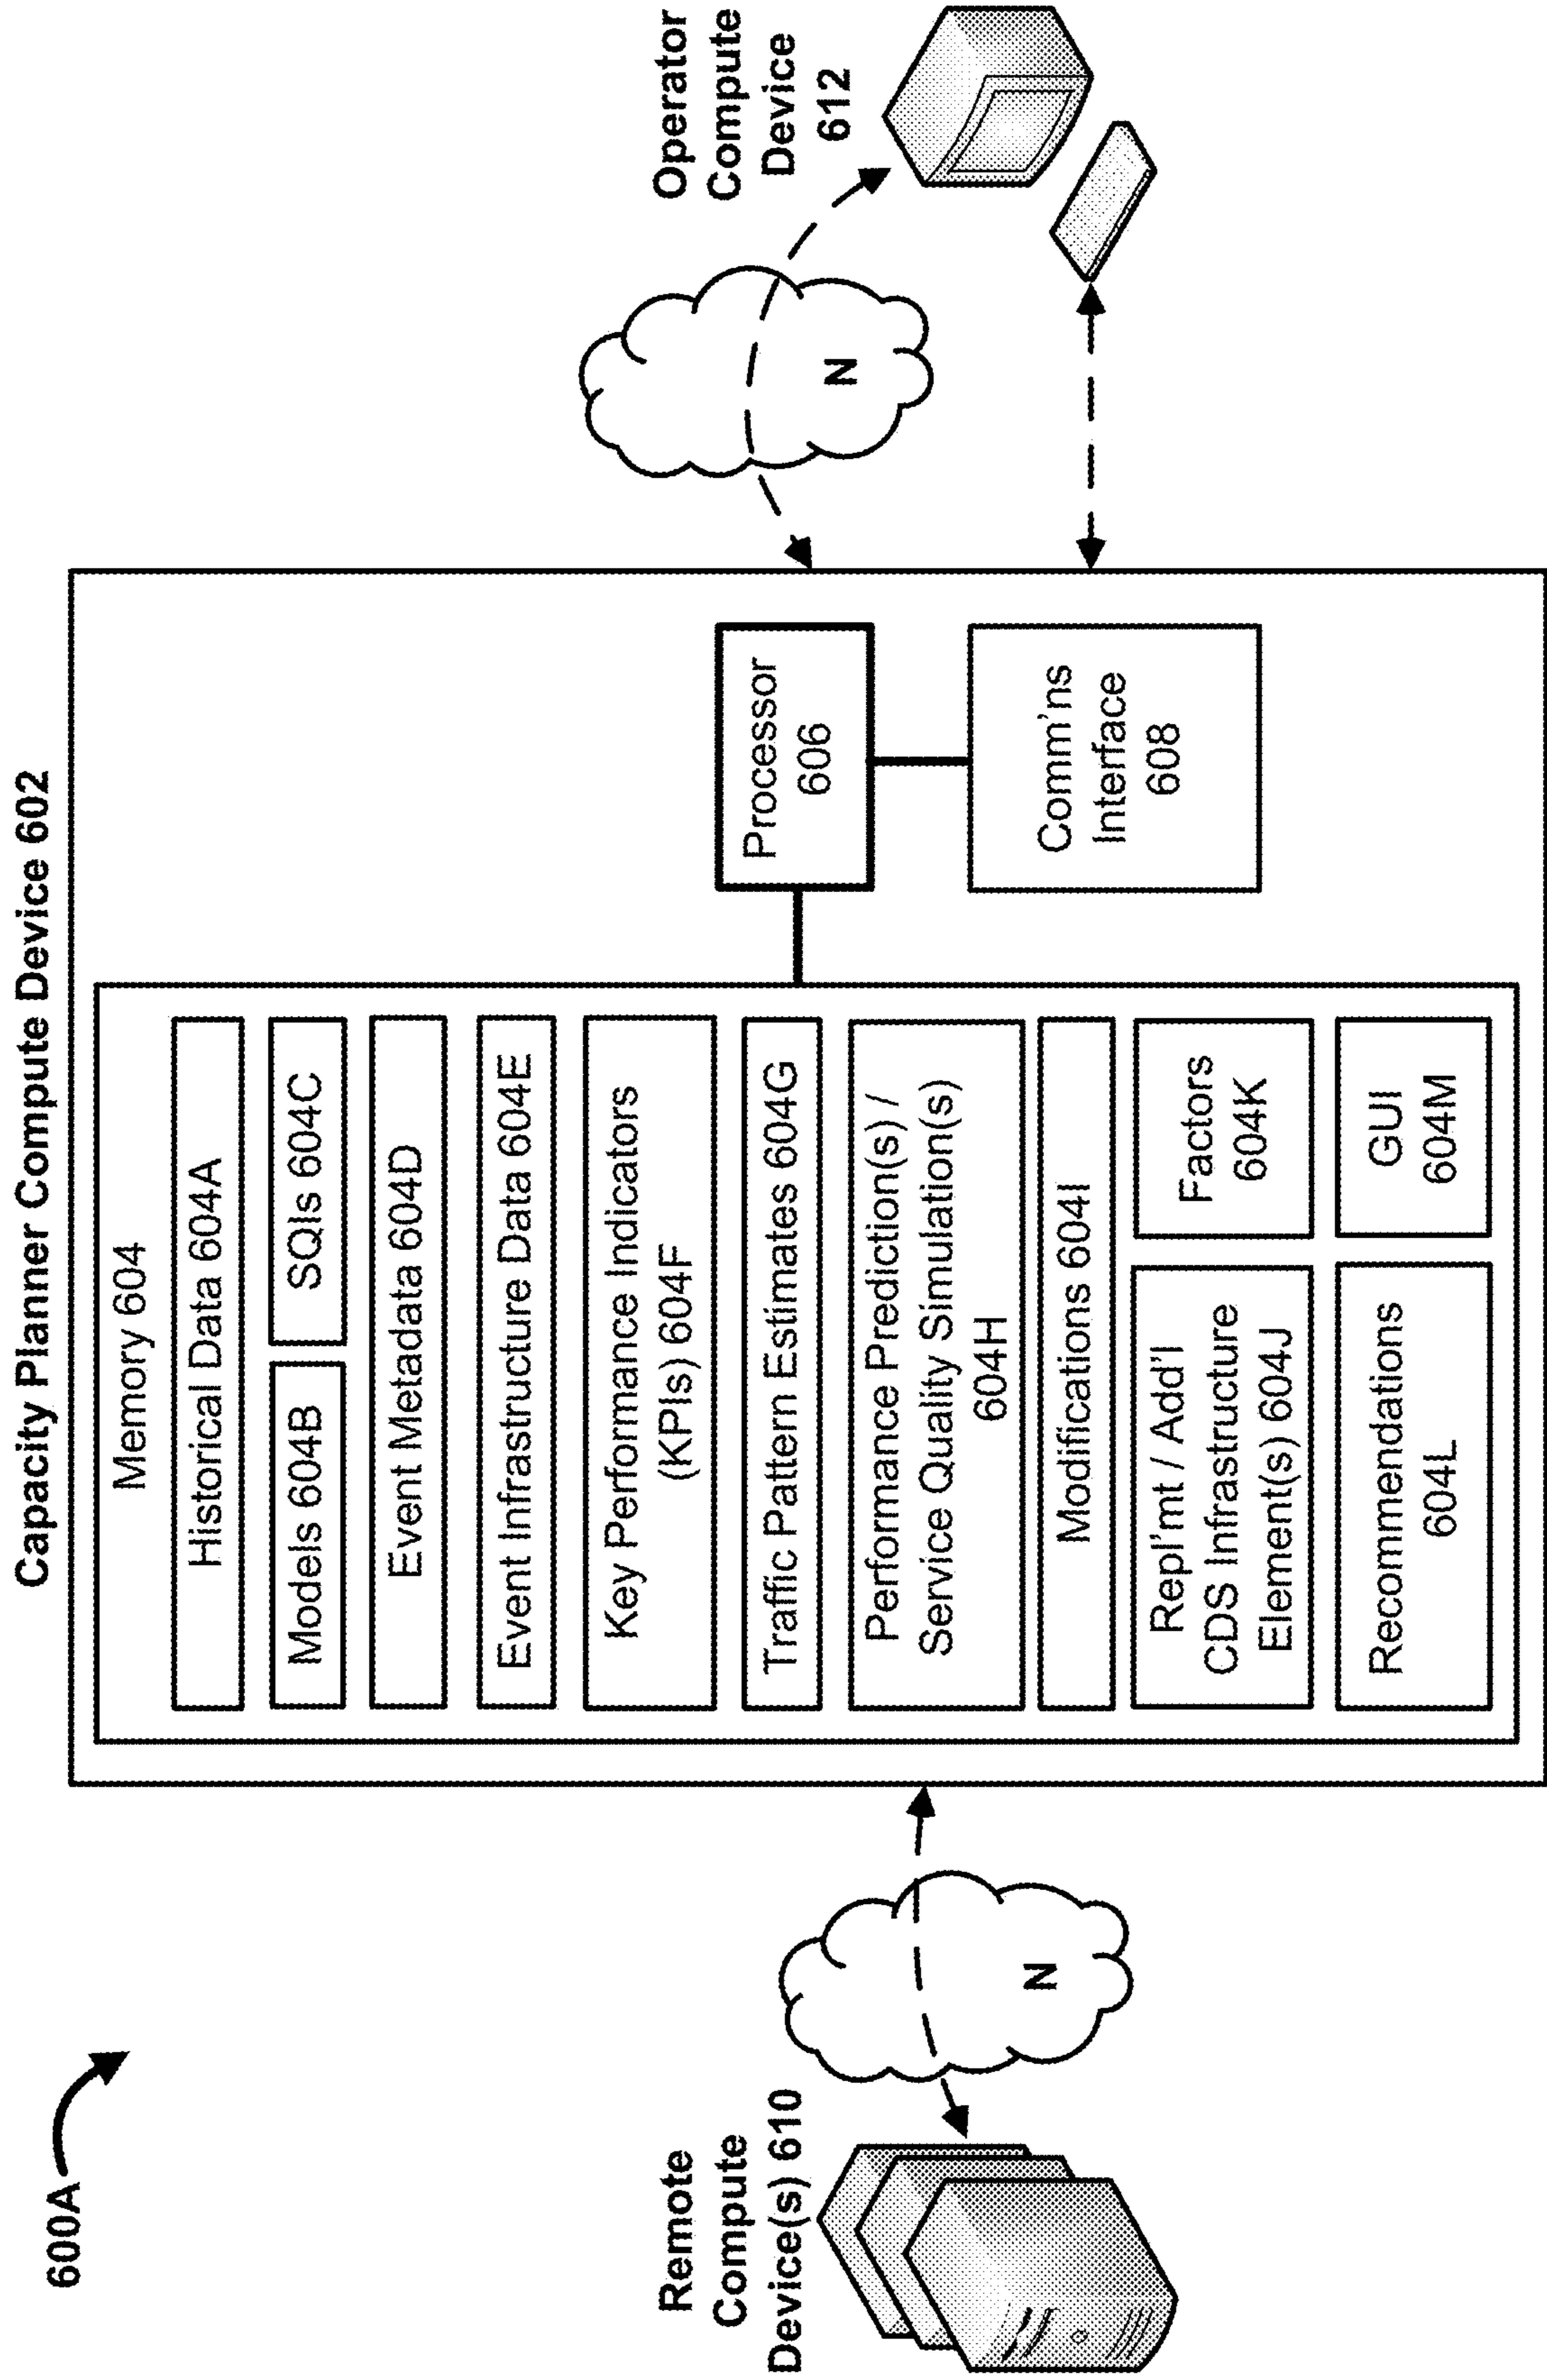 600A
Capacity Planner Compute Device 602
Memory 604
Historical Data 604A
Models 604B
SQIs 604C
Event Metadata 604D
Event Infrastructure Data 604E
Key Performance Indicators
(KPIs) 604F
Traffic Pattern Estimates 604G
Performance Prediction(s) /
Service Quality Simulation(s)
604H
Modifications 604I
Repl'mt / Add'l
CDS Infrastructure
Element(s) 604J
Factors
604K
Recommendations
604L
GUI
604M
Processor
606
Comm'ns
Interface
608
Remote
Compute
Device(s) 610
N
N
Operator
Compute
Device
612